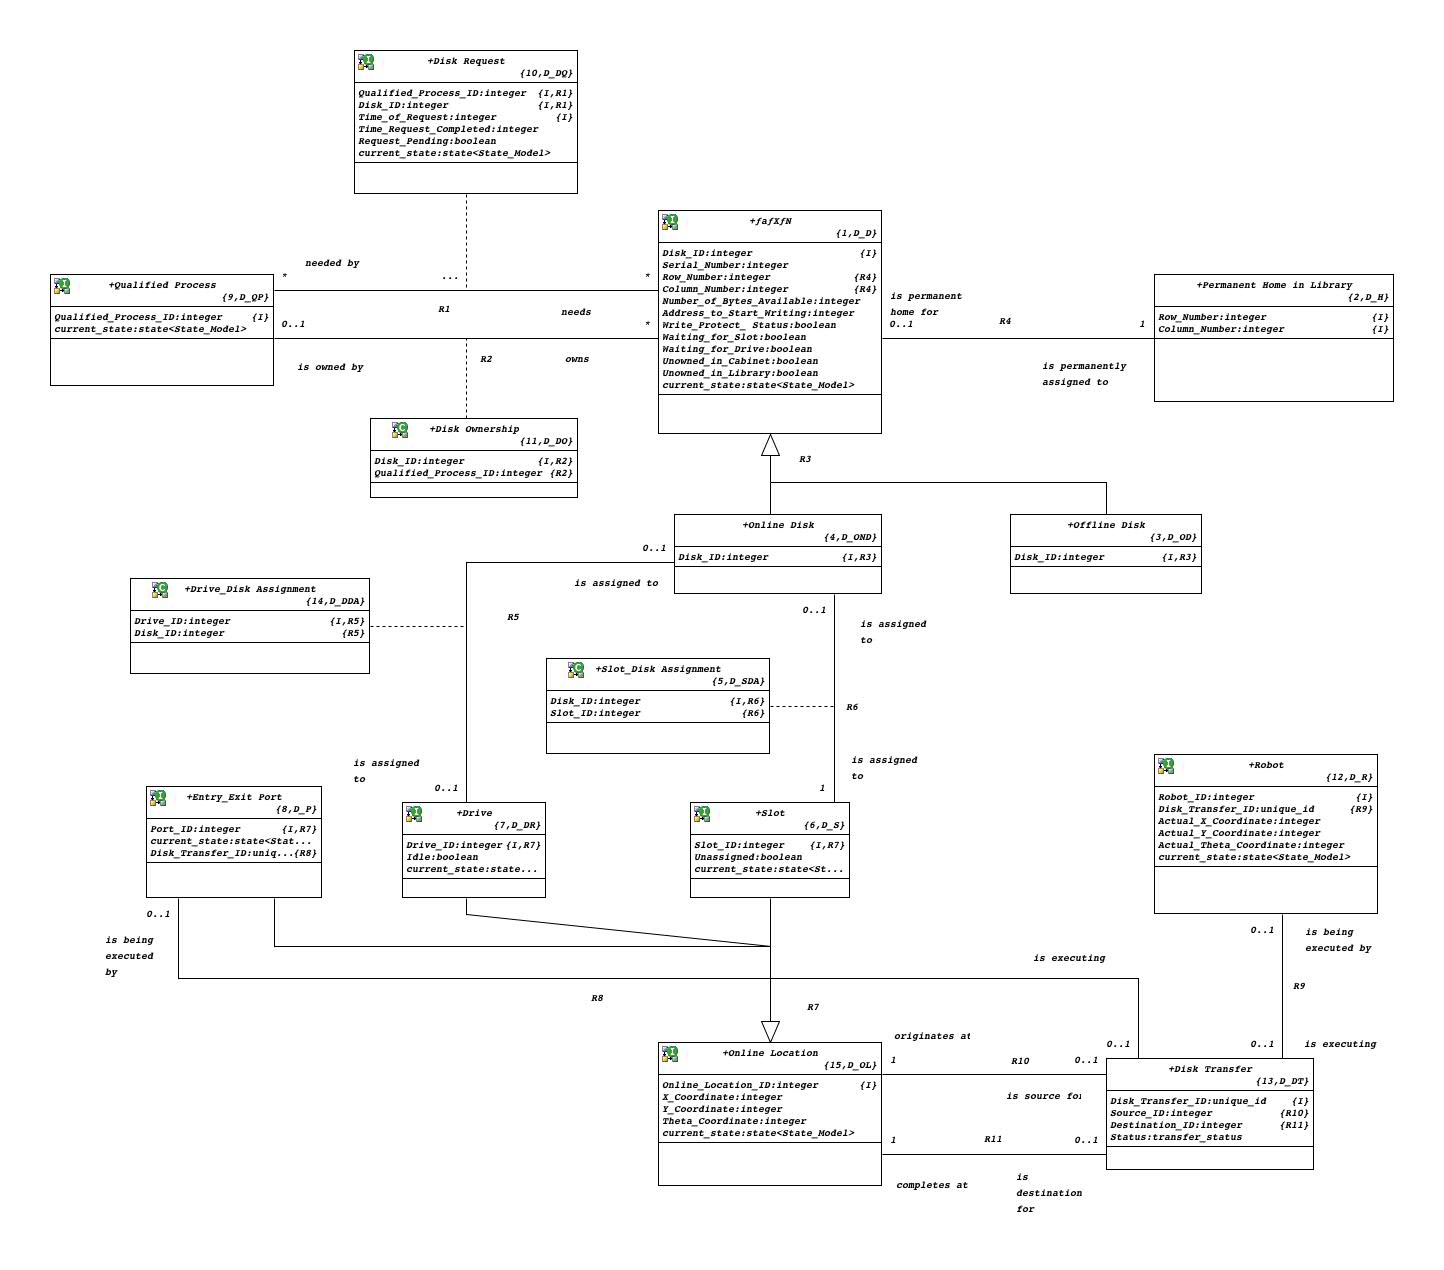 +Disk Request
{10,D_DQ}
Qualified_Process_ID:integer {I,R1}
Disk_ID:integer {I,R1}
Time_of_Request:integer {I}
Time_Request_Completed:integer
Request_Pending:boolean
current_state:state<State_Model>
+ƒafXƒN
{1,D_D}
Disk_ID:integer {I}
Serial_Number:integer
Row_Number:integer {R4}
Column_Number:integer {R4}
Number_of_Bytes_Available:integer
Address_to_Start_Writing:integer
Write_Protect_ Status:boolean
Waiting_for_Slot:boolean
Waiting_for_Drive:boolean
Unowned_in_Cabinet:boolean
Unowned_in_Library:boolean
current_state:state<State_Model>
needed by
* ... *
+Qualified Process
{9,D_QP}
Qualified_Process_ID:integer {I}
current_state:state<State_Model>
R1
needs
0..1 *
R2
owns
is owned by
is permanent
home for
0..1 R4 1
is permanently
assigned to
+Permanent Home in Library
{2,D_H}
Row_Number:integer {I}
Column_Number:integer {I}
+Disk Ownership
{11,D_DO}
Disk_ID:integer {I,R2}
Qualified_Process_ID:integer {R2}
R3
+Online Disk
{4,D_OND}
Disk_ID:integer {I,R3}
+Offline Disk
{3,D_OD}
Disk_ID:integer {I,R3}
0..1
is assigned to
+Drive_Disk Assignment
{14,D_DDA}
Drive_ID:integer {I,R5}
Disk_ID:integer {R5}
R5
0..1
is assigned
to
+Slot_Disk Assignment
{5,D_SDA}
Disk_ID:integer {I,R6}
Slot_ID:integer {R6}
R6
is assigned
to
0..1
is assigned
to
1
+Entry_Exit Port
{8,D_P}
Port_ID:integer {I,R7}
current_state:state<Stat...
Disk_Transfer_ID:uniq...{R8}
+Drive
{7,D_DR}
Drive_ID:integer {I,R7}
Idle:boolean
current_state:state...
+Slot
{6,D_S}
Slot_ID:integer {I,R7}
Unassigned:boolean
current_state:state<St...
+Robot
{12,D_R}
Robot_ID:integer {I}
Disk_Transfer_ID:unique_id {R9}
Actual_X_Coordinate:integer
Actual_Y_Coordinate:integer
Actual_Theta_Coordinate:integer
current_state:state<State_Model>
0..1
is being
executed
by
0..1
is being
executed by
is executing
R9
R8
R7
0..1
0..1
is executing
+Online Location
{15,D_OL}
Online_Location_ID:integer {I}
X_Coordinate:integer
Y_Coordinate:integer
Theta_Coordinate:integer
current_state:state<State_Model>
originates at
1 R10 0..1
is source for
1 R11 0..1
completes at
is
destination
for
+Disk Transfer
{13,D_DT}
Disk_Transfer_ID:unique_id {I}
Source_ID:integer {R10}
Destination_ID:integer {R11}
Status:transfer_status